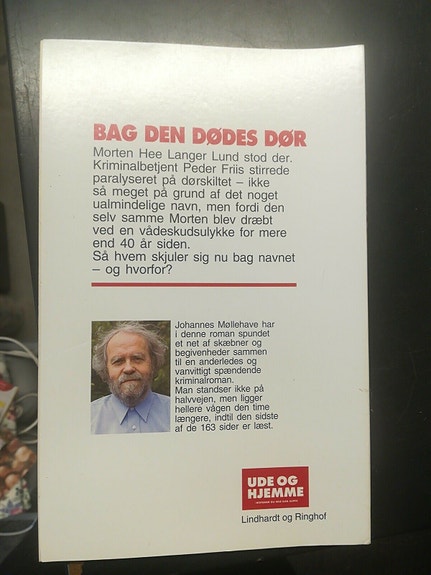 BAG DEN DØDES DØR
Morten Hee Langer Lund stod der.
Kriminalbetjent Peder Friis stirrede
paralyseret på dørskiltet – ikke
så meget på grund af det noget
ualmindelige navn, men fordi den
selv samme Morten blev dræbt
ved en vådeskudsulykke for mere
end 40 år siden.
Så hvem skjuler sig nu bag navnet
– og hvorfor?
Johannes Møllehave har
i denne roman spundet
et net af skæbner og
begivenheder sammen
til en anderledes og
vanvittigt spændende
kriminalroman.
Man standser ikke på
halvvejen, men ligger
hellere vågen den time
længere, indtil den sidste
af de 163 sider er læst.
UDE OG
HJEMME
Lindhardt og Ringhof